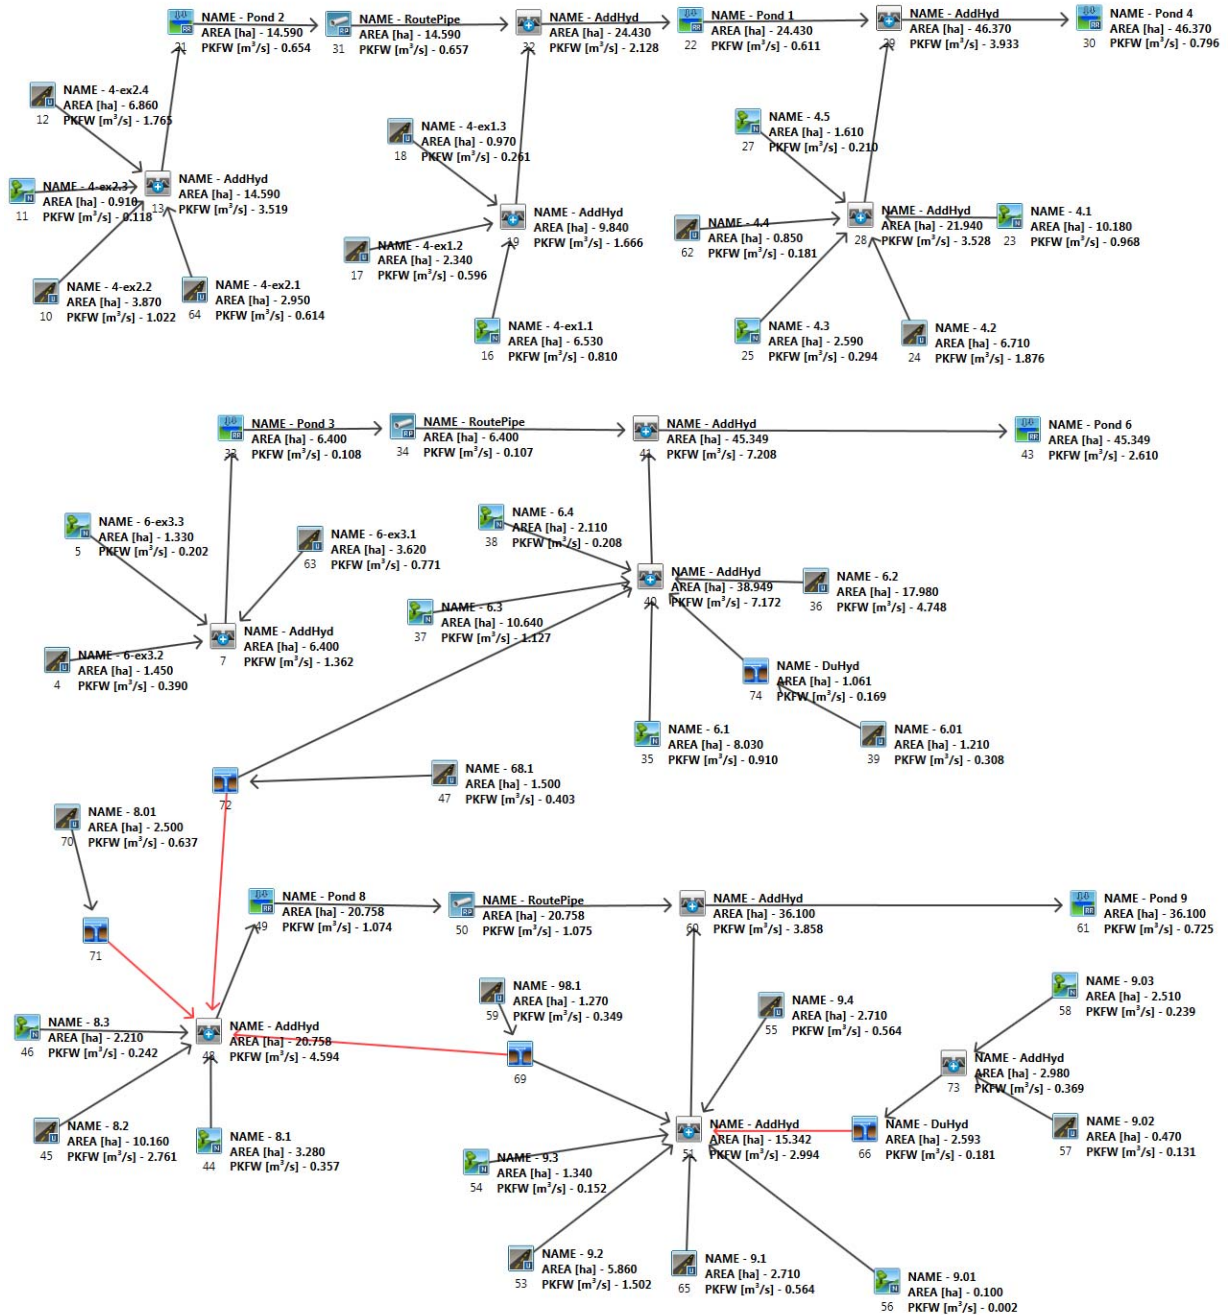 NAME - Pond 2
AREA [ha] - 14.590
PKFW [m³/s] - 0.654
21
NAME - RoutePipe
AREA [ha] - 14.590
PKFW [m³/s] - 0.657
31
NAME - AddHyd
AREA [ha] - 24.430
PKFW [m³/s] - 2.128
32
NAME - Pond 1
AREA [ha] - 24.430
PKFW [m³/s] - 0.611
22
NAME - AddHyd
AREA [ha] - 46.370
PKFW [m³/s] - 3.933
29
NAME - Pond 4
AREA [ha] - 46.370
PKFW [m³/s] - 0.796
30
NAME - 4-ex2.4
AREA [ha] - 6.860
PKFW [m³/s] - 1.765
12
NAME - 4-ex1.3
AREA [ha] - 0.970
PKFW [m³/s] - 0.261
18
NAME - 4.5
AREA [ha] - 1.610
PKFW [m³/s] - 0.210
27
NAME - 4-ex2.3
AREA [ha] - 0.910
PKFW [m³/s] - 0.118
11
NAME - AddHyd
AREA [ha] - 14.590
PKFW [m³/s] - 3.519
13
NAME - AddHyd
AREA [ha] - 9.840
PKFW [m³/s] - 1.666
19
NAME - 4.4
AREA [ha] - 0.850
PKFW [m³/s] - 0.181
62
NAME - AddHyd
AREA [ha] - 21.940
PKFW [m³/s] - 3.528
28
NAME - 4.1
AREA [ha] - 10.180
PKFW [m³/s] - 0.968
23
NAME - 4-ex1.2
AREA [ha] - 2.340
PKFW [m³/s] - 0.596
17
NAME - 4-ex2.2
AREA [ha] - 3.870
PKFW [m³/s] - 1.022
10
NAME - 4-ex2.1
AREA [ha] - 2.950
PKFW [m³/s] - 0.614
64
NAME - 4-ex1.1
AREA [ha] - 6.530
PKFW [m³/s] - 0.810
16
NAME - 4.3
AREA [ha] - 2.590
PKFW [m³/s] - 0.294
25
NAME - 4.2
AREA [ha] - 6.710
PKFW [m³/s] - 1.876
24
NAME - Pond 3
AREA [ha] - 6.400
PKFW [m³/s] - 0.108
33
NAME - RoutePipe
AREA [ha] - 6.400
PKFW [m³/s] - 0.107
34
NAME - AddHyd
AREA [ha] - 45.349
PKFW [m³/s] - 7.208
41
NAME - Pond 6
AREA [ha] - 45.349
PKFW [m³/s] - 2.610
43
NAME - 6-ex3.3
AREA [ha] - 1.330
PKFW [m³/s] - 0.202
5
NAME - 6-ex3.1
AREA [ha] - 3.620
PKFW [m³/s] - 0.771
63
NAME - 6.4
AREA [ha] - 2.110
PKFW [m³/s] - 0.208
38
NAME - AddHyd
AREA [ha] - 38.949
PKFW [m³/s] - 7.172
40
NAME - 6.2
AREA [ha] - 17.980
PKFW [m³/s] - 4.748
36
NAME - 6.3
AREA [ha] - 10.640
PKFW [m³/s] - 1.127
37
NAME - AddHyd
AREA [ha] - 6.400
PKFW [m³/s] - 1.362
7
NAME - 6-ex3.2
AREA [ha] - 1.450
PKFW [m³/s] - 0.390
4
NAME - DuHyd
AREA [ha] - 1.061
PKFW [m³/s] - 0.169
74
NAME - 6.1
AREA [ha] - 8.030
PKFW [m³/s] - 0.910
35
NAME - 6.01
AREA [ha] - 1.210
PKFW [m³/s] - 0.308
39
72
NAME - 68.1
AREA [ha] - 1.500
PKFW [m³/s] - 0.403
47
NAME - 8.01
AREA [ha] - 2.500
PKFW [m³/s] - 0.637
70
NAME - Pond 8
AREA [ha] - 20.758
PKFW [m³/s] - 1.074
49
NAME - RoutePipe
AREA [ha] - 20.758
PKFW [m³/s] - 1.075
50
NAME - AddHyd
AREA [ha] - 36.100
PKFW [m³/s] - 3.858
60
NAME - Pond 9
AREA [ha] - 36.100
PKFW [m³/s] - 0.725
61
71
NAME - 98.1
AREA [ha] - 1.270
PKFW [m³/s] - 0.349
59
NAME - 9.4
AREA [ha] - 2.710
PKFW [m³/s] - 0.564
55
NAME - 9.03
AREA [ha] - 2.510
PKFW [m³/s] - 0.239
58
NAME - 8.3
AREA [ha] - 2.210
PKFW [m³/s] - 0.242
46
NAME - AddHyd
AREA [ha] - 20.758
PKFW [m³/s] - 4.594
48
69
NAME - AddHyd
AREA [ha] - 2.980
PKFW [m³/s] - 0.369
73
NAME - 8.2
AREA [ha] - 10.160
PKFW [m³/s] - 2.761
45
NAME - 8.1
AREA [ha] - 3.280
PKFW [m³/s] - 0.357
44
NAME - AddHyd
AREA [ha] - 15.342
PKFW [m³/s] - 2.994
51
NAME - DuHyd
AREA [ha] - 2.593
PKFW [m³/s] - 0.181
66
NAME - 9.02
AREA [ha] - 0.470
PKFW [m³/s] - 0.131
57
NAME - 9.3
AREA [ha] - 1.340
PKFW [m³/s] - 0.152
54
NAME - 9.2
AREA [ha] - 5.860
PKFW [m³/s] - 1.502
53
NAME - 9.1
AREA [ha] - 2.710
PKFW [m³/s] - 0.564
65
NAME - 9.01
AREA [ha] - 0.100
PKFW [m³/s] - 0.002
56